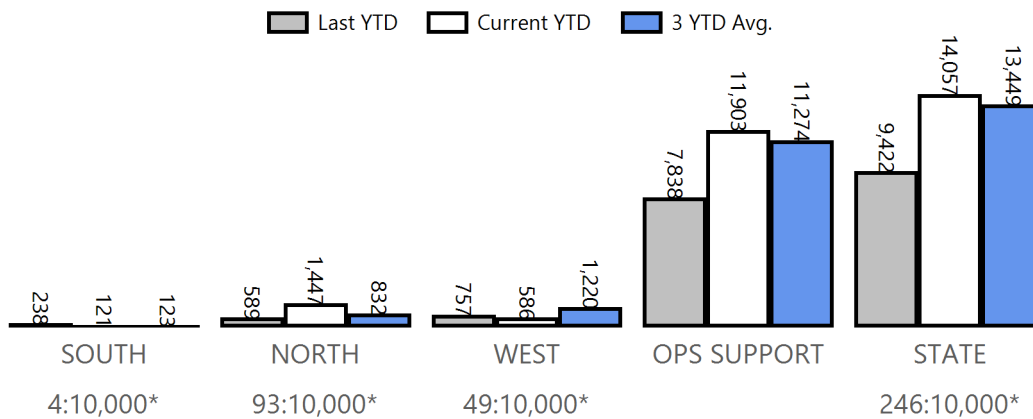 Last YTD Current YTD 3 YTD Avg.
238 121 123 589 1,447 832 757 586 1,220 7,838 11,903 11,274 9,422 14,057 13,449
SOUTH NORTH WEST OPS SUPPORT STATE
4:10,000* 93:10,000* 49:10,000* 246:10,000*